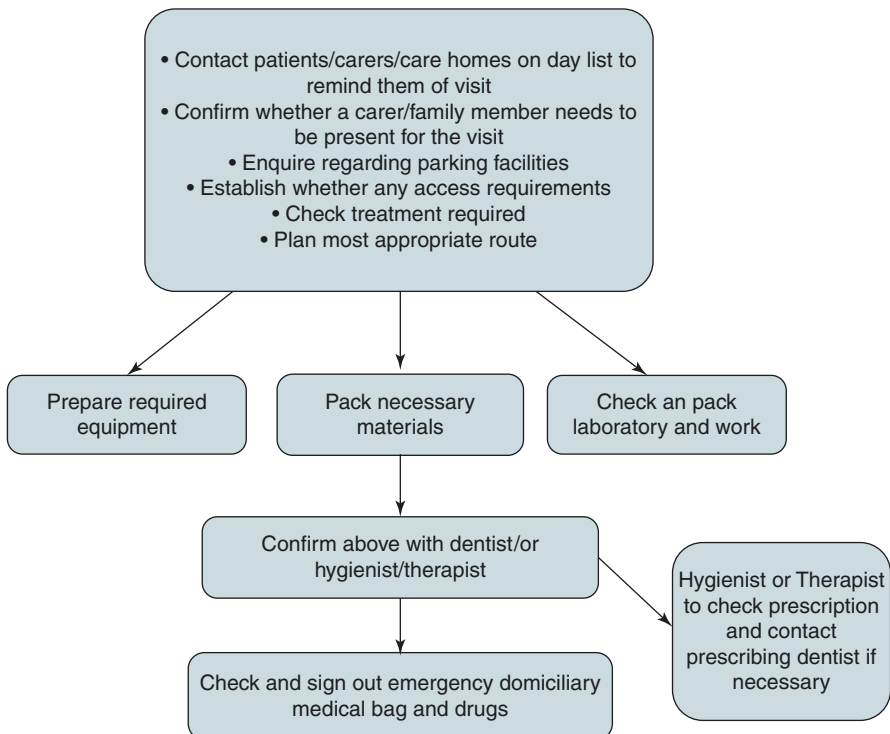 • Contact patients/carers/care homes on day list to
remind them of visit
• Confirm whether a carer/family member needs to
be present for the visit
• Enquire regarding parking facilities
• Establish whether any access requirements
• Check treatment required
• Plan most appropriate route
Prepare required
equipment
Pack necessary
materials
Check an pack
laboratory and work
Confirm above with dentist/or
hygienist/therapist
Hygienist or Therapist
to check prescription
and contact
prescribing dentist if
necessary
Check and sign out emergency domiciliary
medical bag and drugs